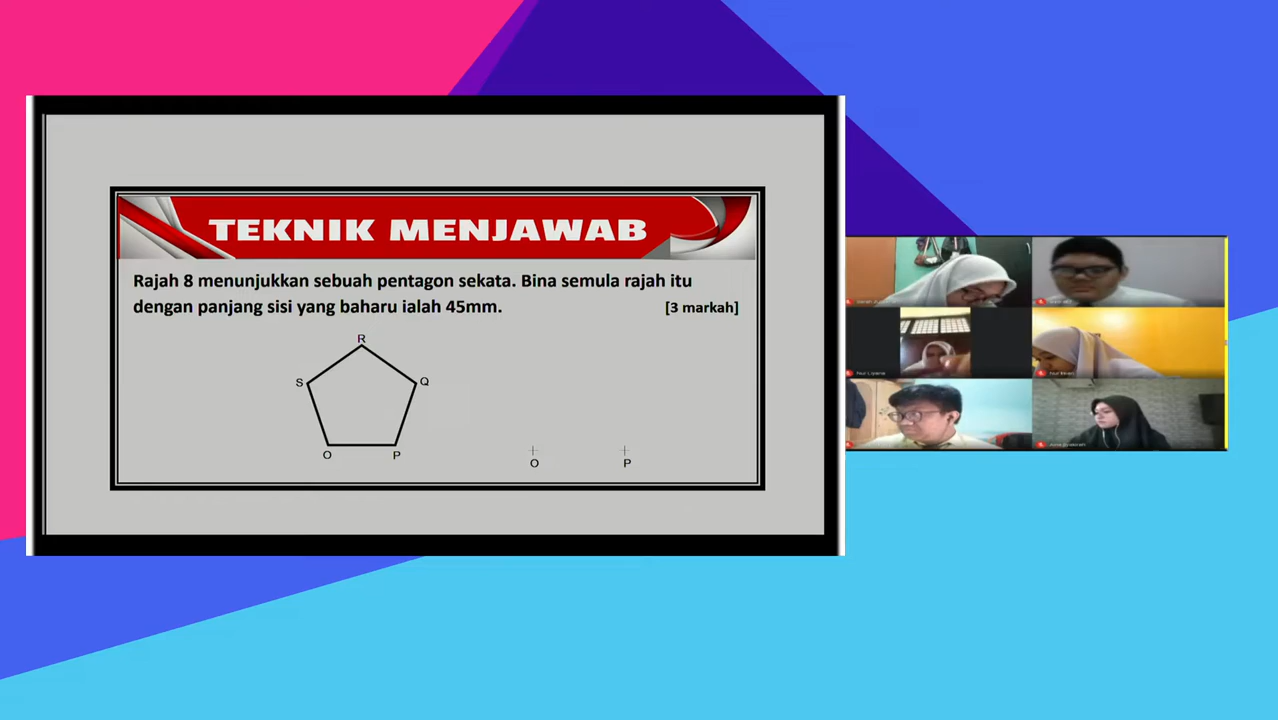 TEKNIK MENJAWAB
Rajah 8 menunjukkan sebuah pentagon sekata. Bina semula rajah itu
dengan panjang sisi yang baharu ialah 45mm.
[3 markah]
R
S
Q
O
P
O
P